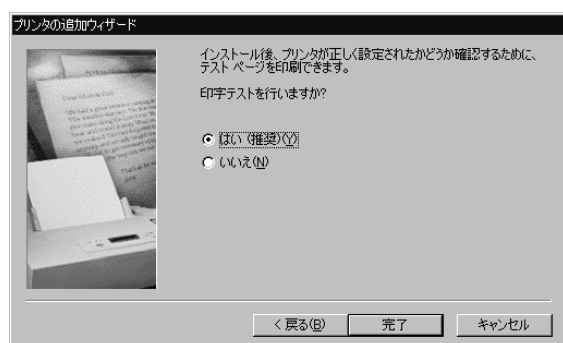 プリンタの追加ウィザード
インストール後、プリンタが正しく設定されたかどうか確認するために、
テスト ページを印刷できます。
印字テストを行いますか?
はい (推奨)(Y)
いいえ(N)
< 戻る(B)
完了
キャンセル